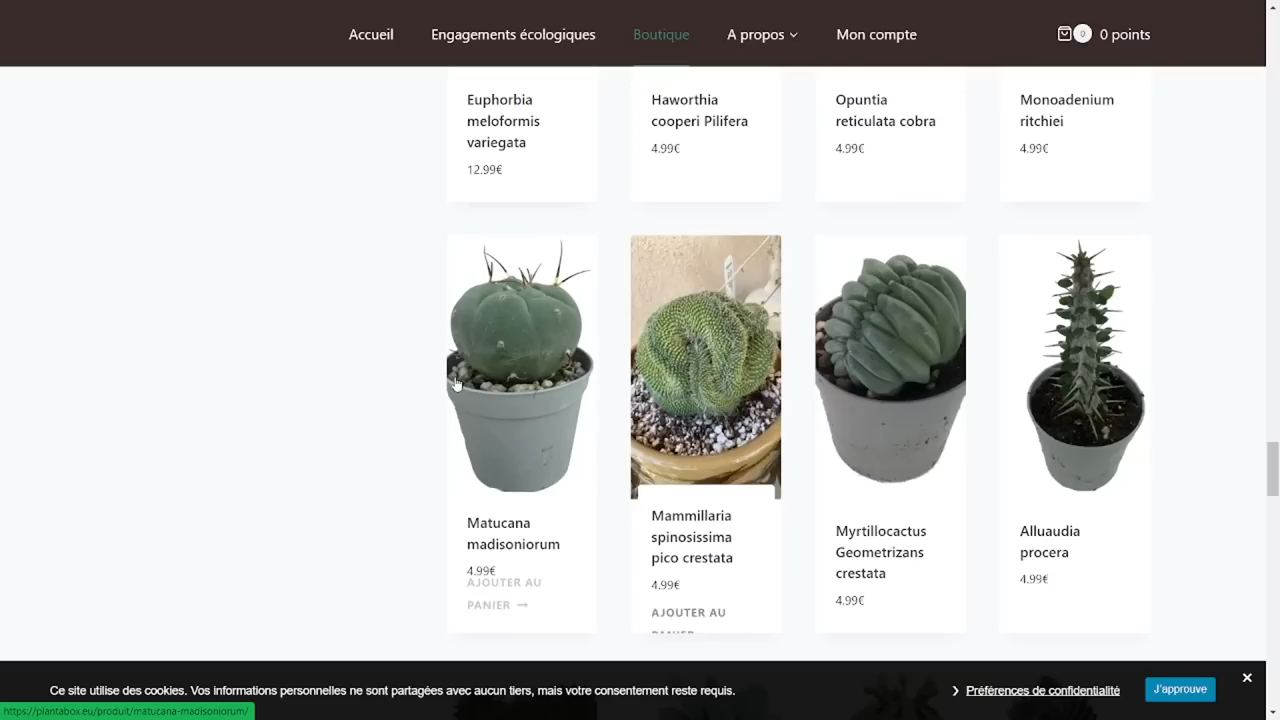 Accueil
Engagements écologiques
Boutique
A propos
Mon compte
0
0 points
Euphorbia
meloformis
variegata
12.99€
Haworthia
cooperi Pilifera
4.99€
Opuntia
reticulata cobra
4.99€
Monoadenium
ritchiei
4.99€
Matucana
madisoniorum
4.99€
AJOUTER AU
PANIER →
Mammillaria
spinosissima
pico crestata
4.99€
AJOUTER AU
PANIER
Myrtillocactus
Geometrizans
crestata
4.99€
Alluaudia
procera
4.99€
Ce site utilise des cookies. Vos informations personnelles ne sont partagées avec aucun tiers, mais votre consentement reste requis.
❯ Préférences de confidentialité
J'approuve
✕
https://plantabox.eu/produit/matucana-madisoniorum/